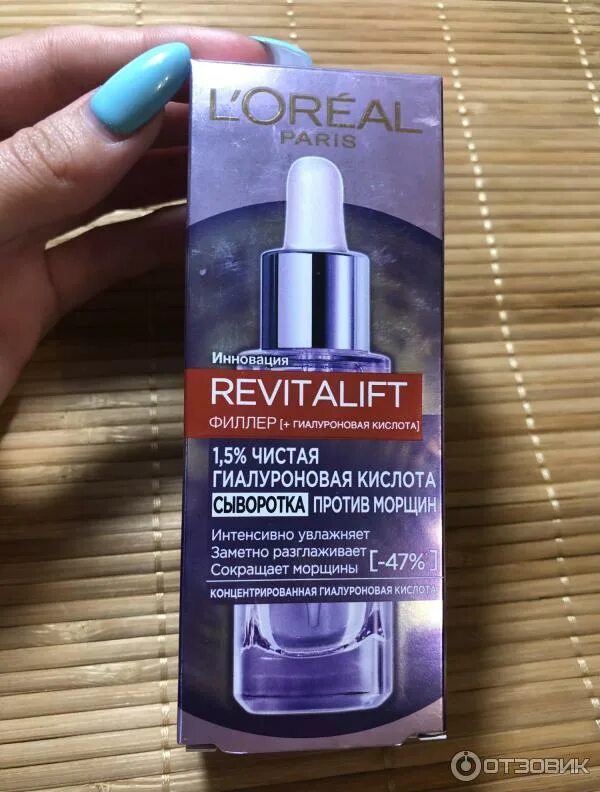 L'ORÉAL
PARIS
Инновация
REVITALIFT
ФИЛЛЕР [+ ГИАЛУРОНОВАЯ КИСЛОТА]
1,5% ЧИСТАЯ
ГИАЛУРОНОВАЯ КИСЛОТА
СЫВОРОТКА ПРОТИВ МОРЩИН
Интенсивно увлажняет
Заметно разглаживает
Сокращает морщины [-47%*]
КОНЦЕНТРИРОВАННАЯ ГИАЛУРОНОВАЯ КИСЛОТА
ОТЗОВИК